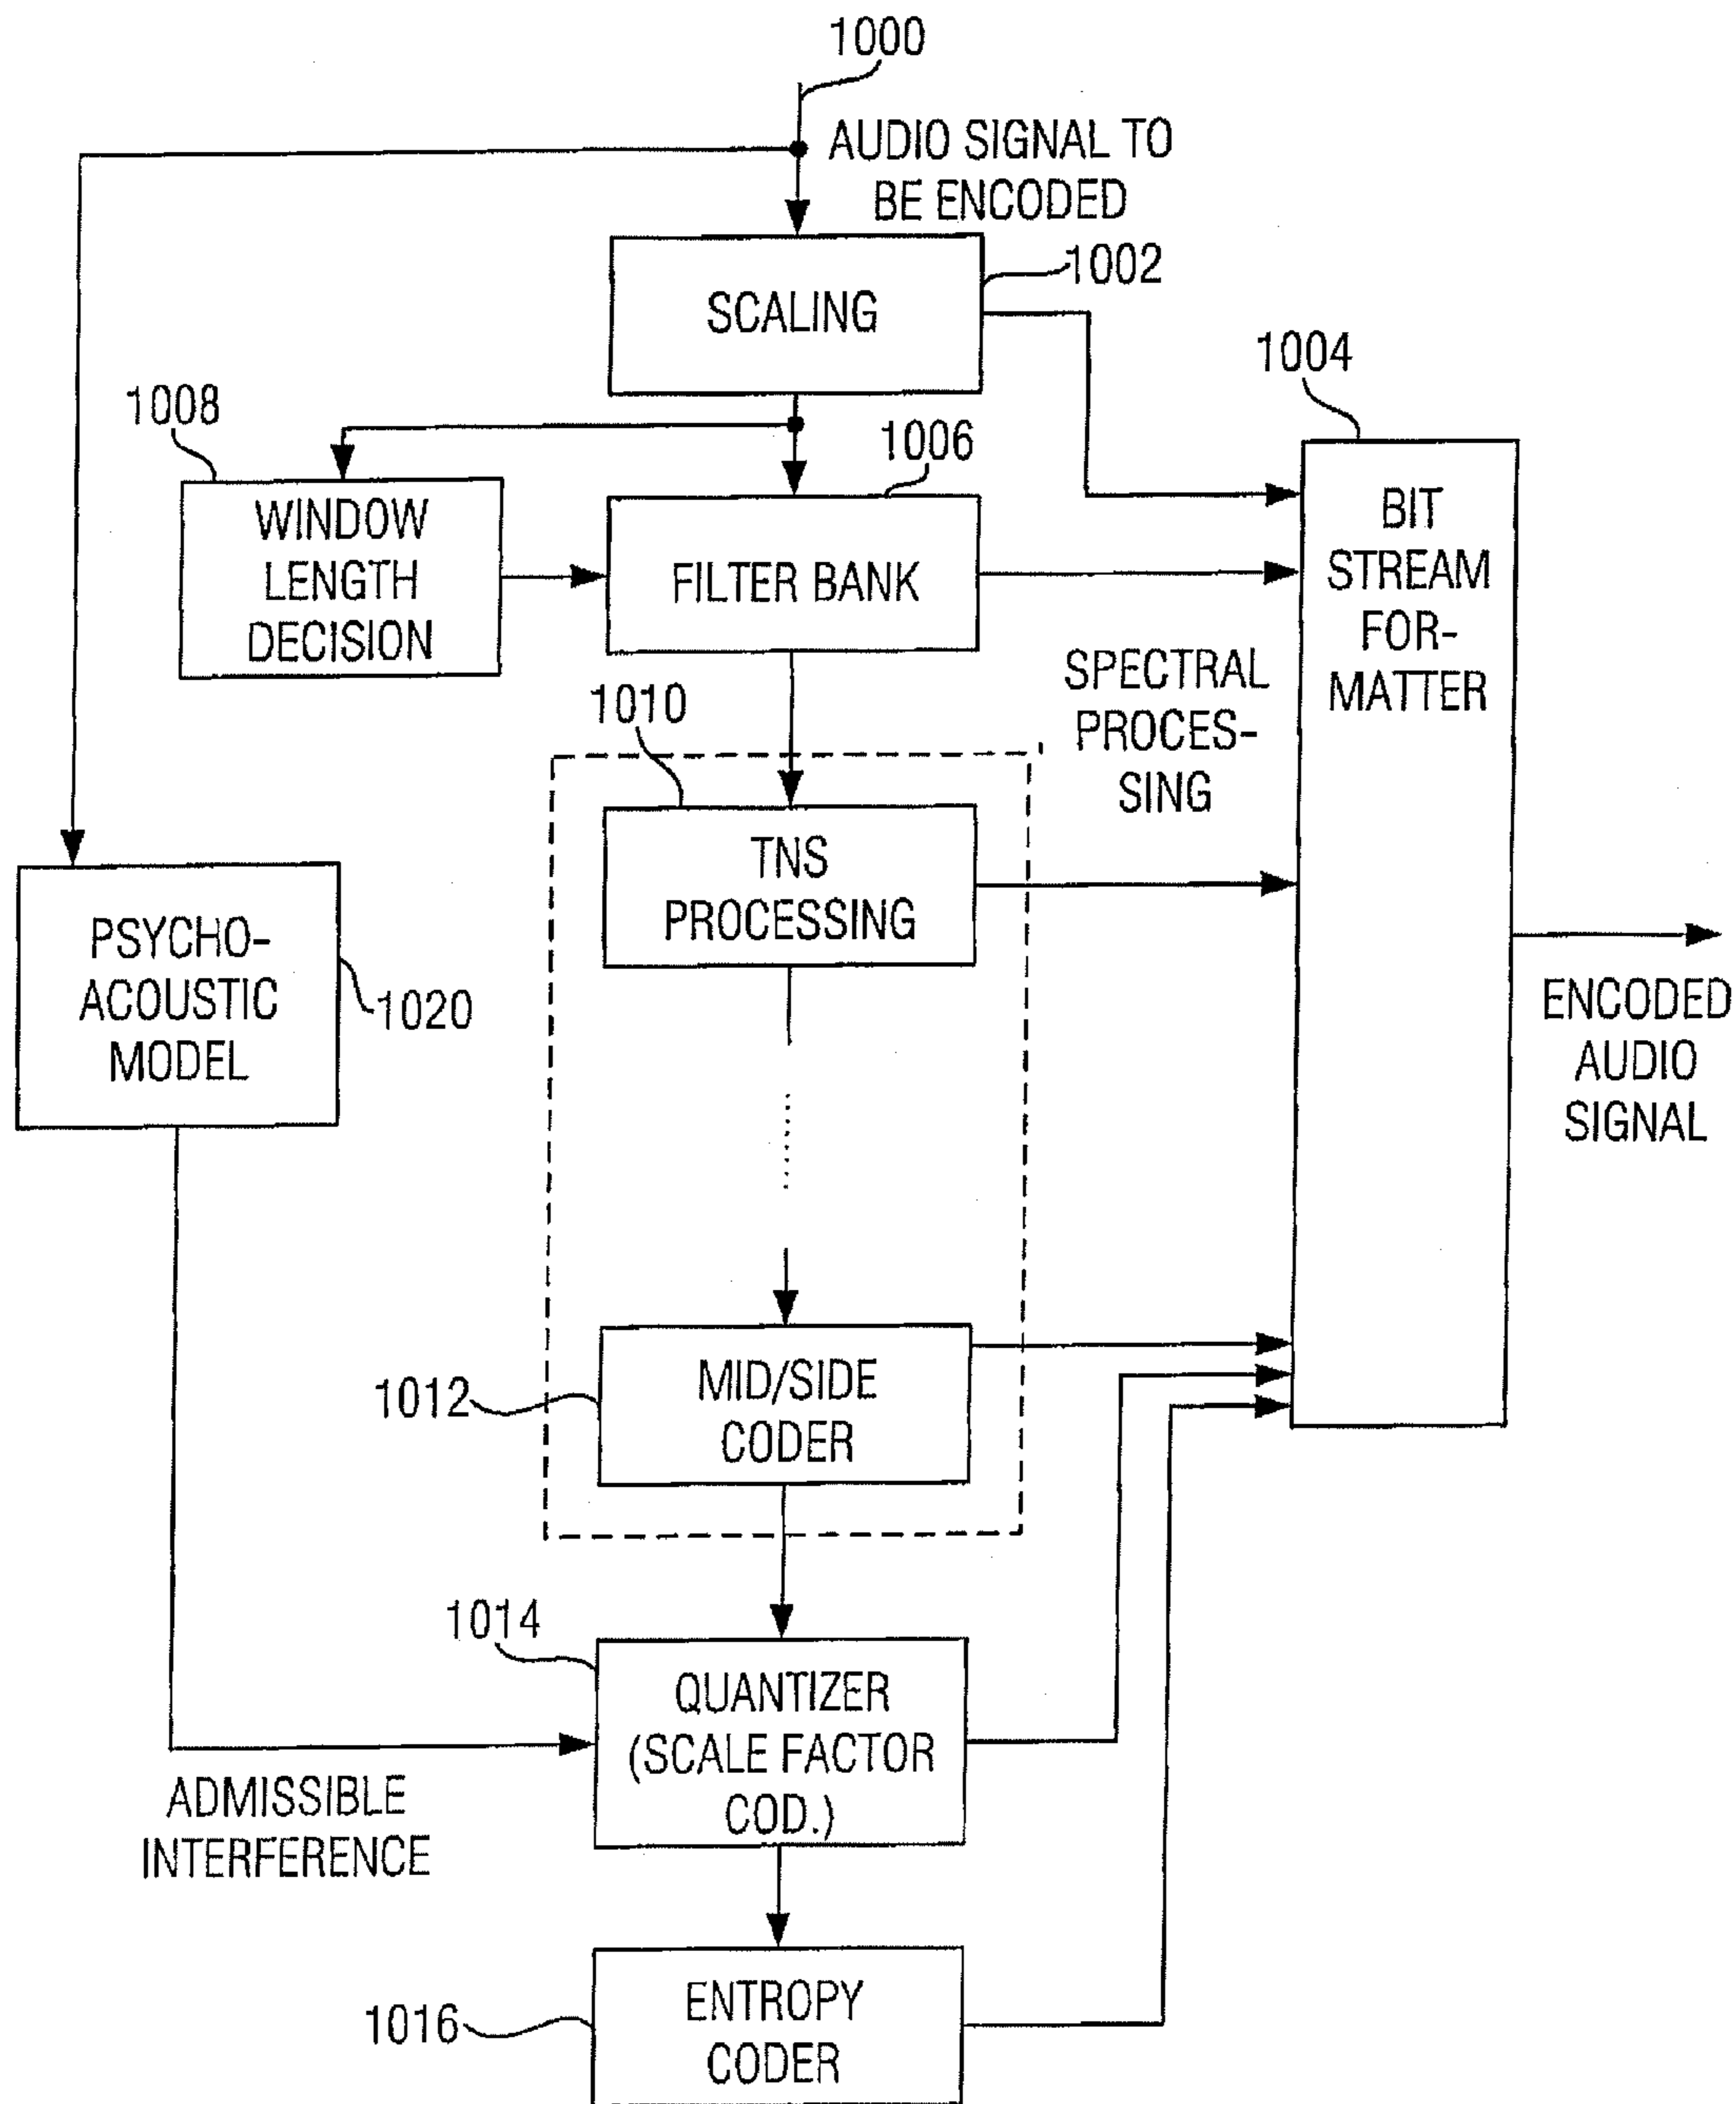 1000
AUDIO SIGNAL TO
BE ENCODED
1002
SCALING
1004
1008
1006
WINDOW
LENGTH
DECISION
FILTER BANK
BIT
STREAM
FOR-
MATTER
SPECTRAL
PROCES-
SING
1010
TNS
PROCESSING
PSYCHO-
ACOUSTIC
MODEL
1020
ENCODED
AUDIO
SIGNAL
MID/SIDE
CODER
1012
1014
QUANTIZER
(SCALE FACTOR
COD.)
ADMISSIBLE
INTERFERENCE
ENTROPY
CODER
1016